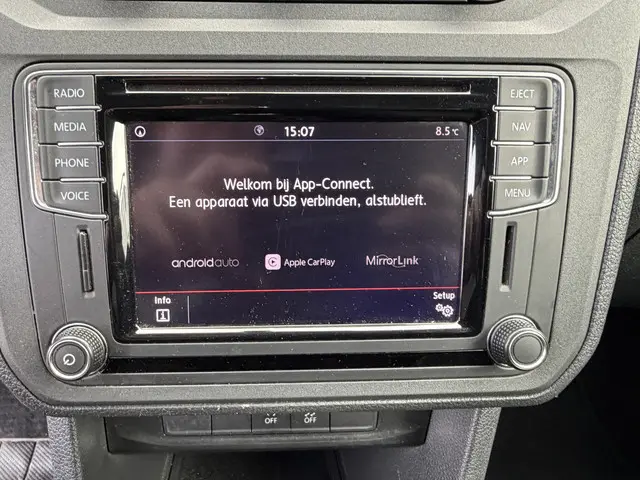 RADIO
MEDIA
PHONE
VOICE
EJECT
NAV
APP
MENU
15:07
8.5 °C
Welkom bij App-Connect.
Een apparaat via USB verbinden, alstublieft.
androidauto
Apple CarPlay
MirrorLink
Info
i
Setup
OFF
OFF